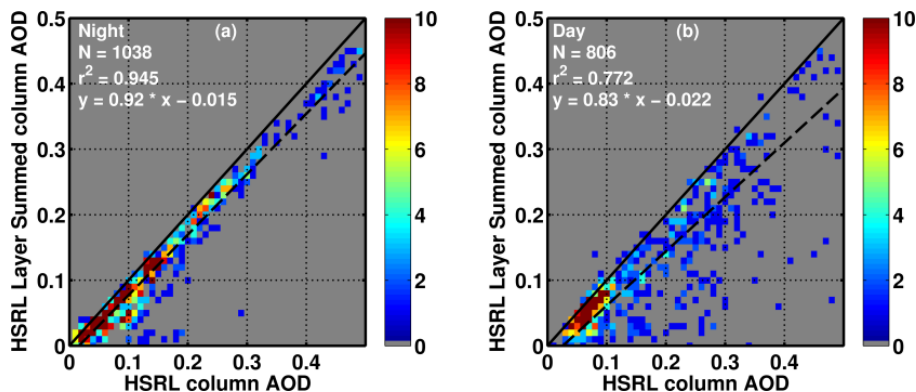 Night (a)
N = 1038
r² = 0.945
y = 0.92 * x − 0.015
HSRL Layer Summed column AOD
0.5
0.4
0.3
0.2
0.1
0
0 0.1 0.2 0.3 0.4
HSRL column AOD
10
8
6
4
2
0
Day (b)
N = 806
r² = 0.772
y = 0.83 * x − 0.022
HSRL Layer Summed column AOD
0.5
0.4
0.3
0.2
0.1
0
0 0.1 0.2 0.3 0.4
HSRL column AOD
10
8
6
4
2
0